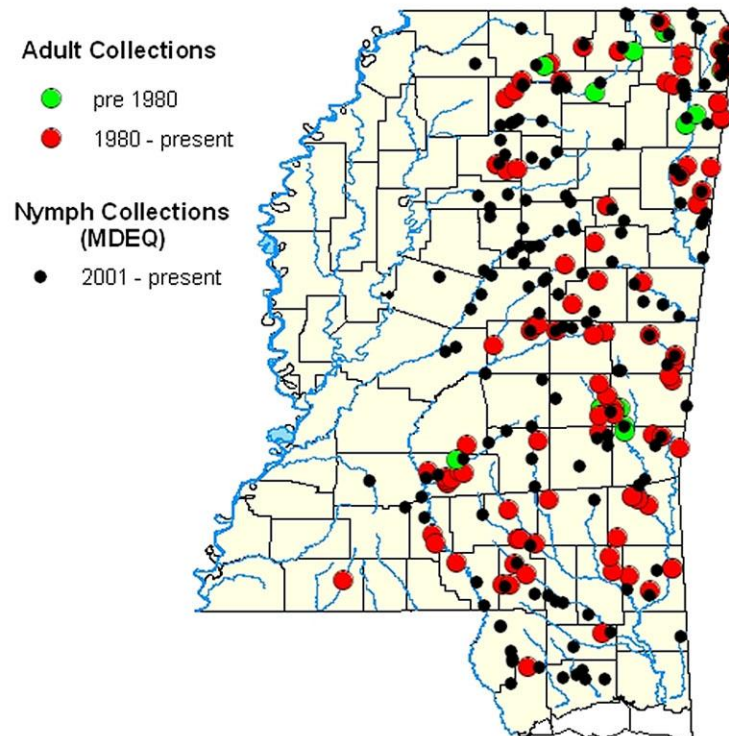 Adult Collections
pre 1980
1980 - present
Nymph Collections
(MDEQ)
2001 - present